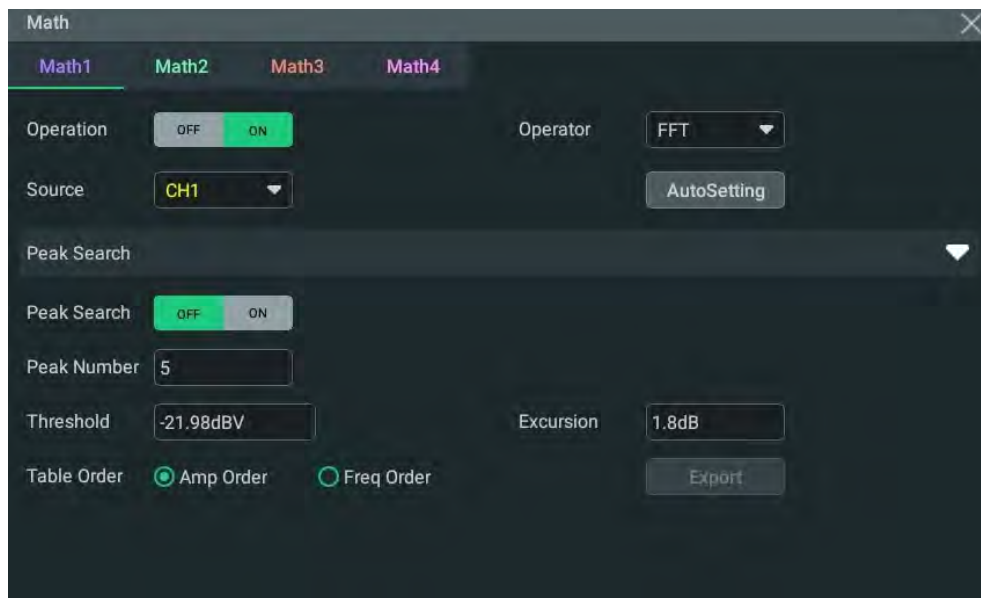 Math
Math1 Math2 Math3 Math4
Operation OFF ON Operator FFT
Source CH1 AutoSetting
Peak Search
Peak Search OFF ON
Peak Number 5
Threshold -21.98dBV Excursion 1.8dB
Table Order Amp Order Freq Order Export